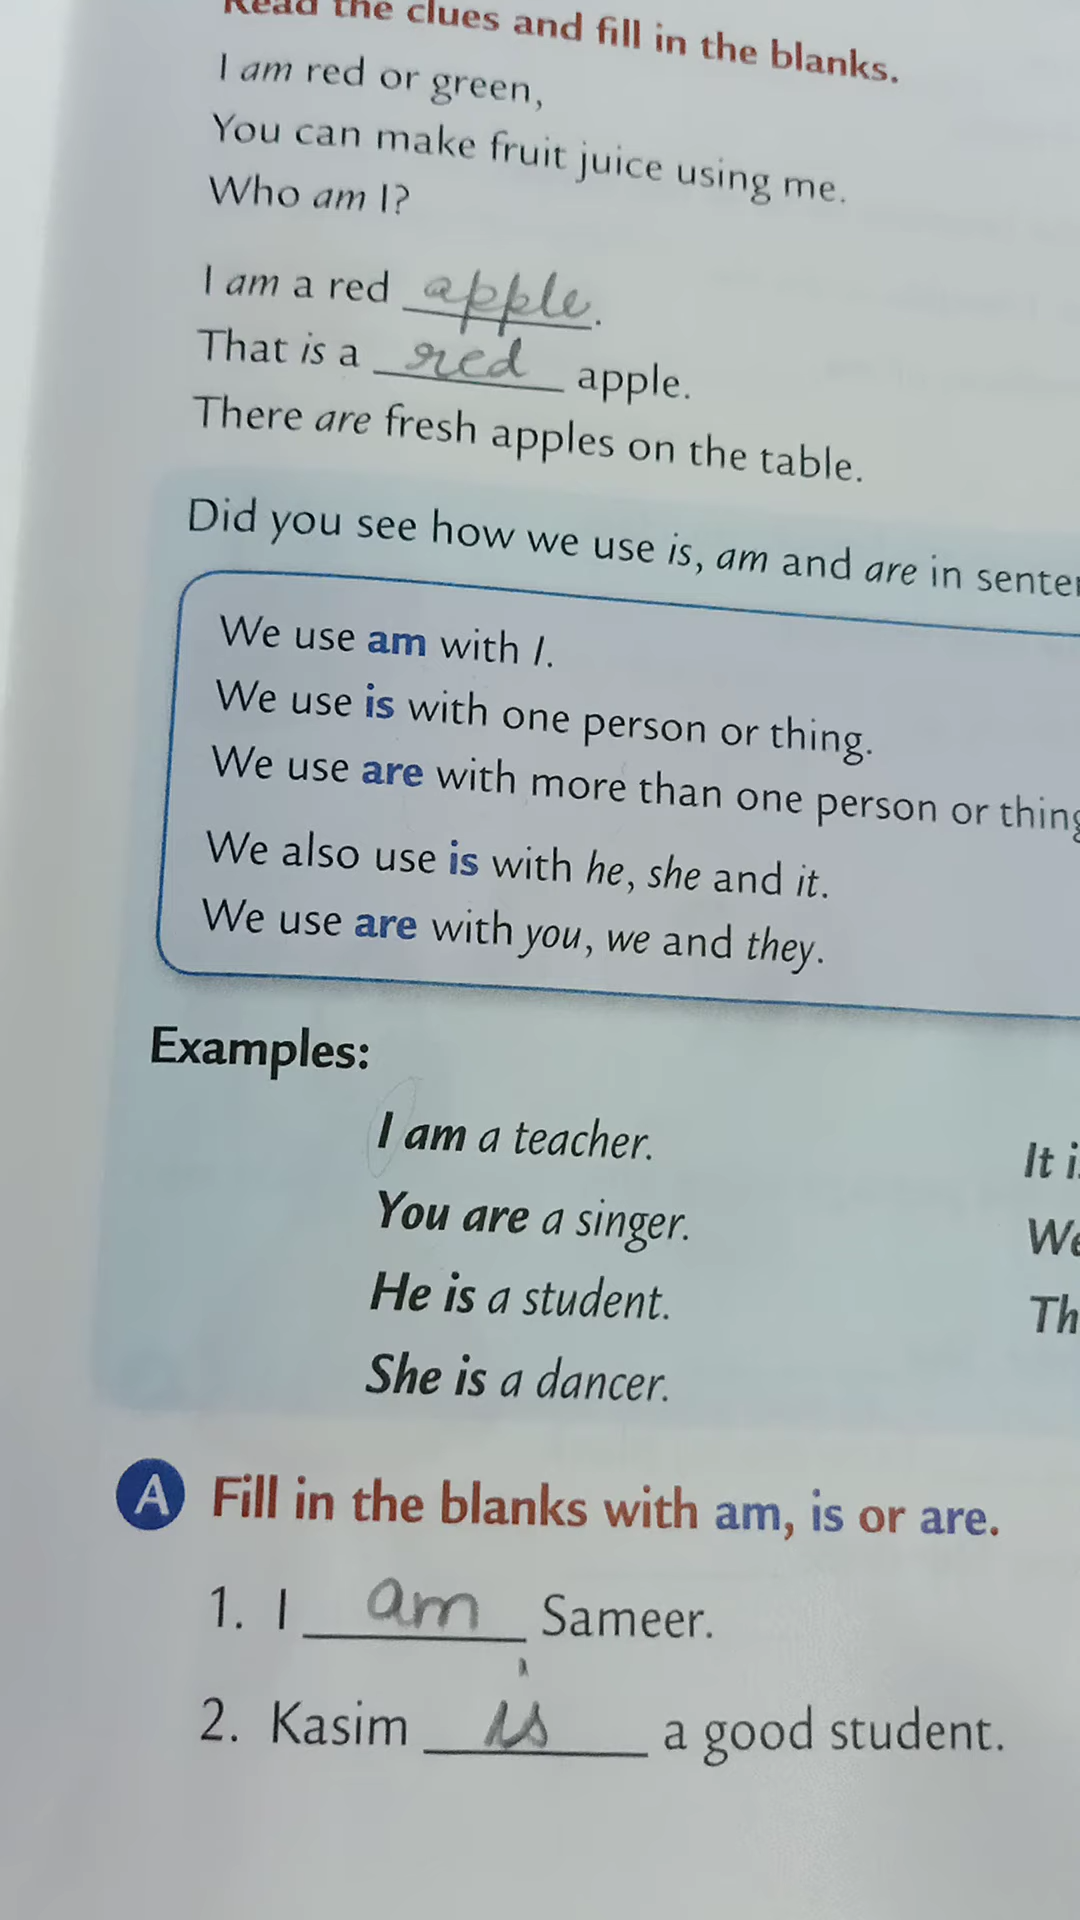 Read the clues and fill in the blanks.
I am red or green,
You can make fruit juice using me.
Who am I?
I am a red apple.
That is a red apple.
There are fresh apples on the table.
Did you see how we use is, am and are in
We use am with I.
We use is with one person or thing.
We use are with more than one person or thing
We also use is with he, she and it.
We use are with you, we and they.
Examples:
I am a teacher.
It
You are a singer.
He is a student.
She is a dancer.
A Fill in the blanks with am, is or are.
1. I am Sameer.
2. Kasim is a good student.